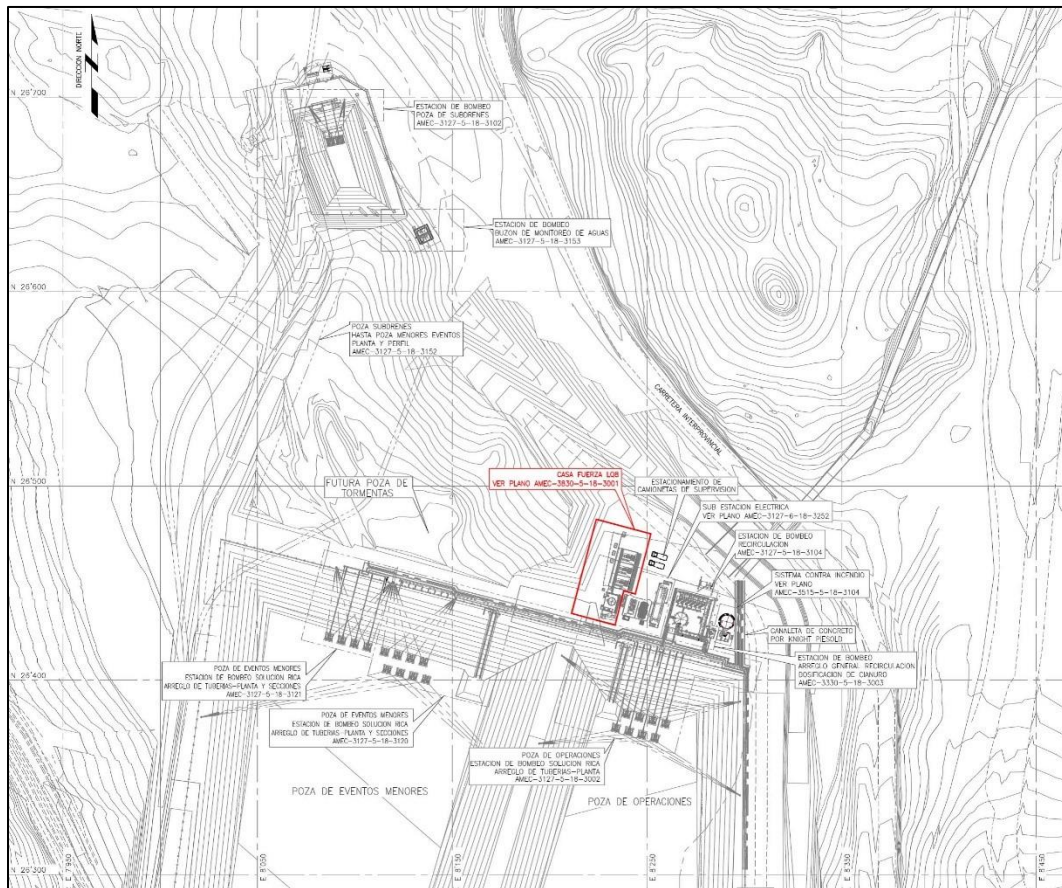 DIRECCION NORTE
N 26'700
ESTACION DE BOMBEO
POZA DE SUBDRENES
AMEC-3127-5-18-3102
ESTACION DE BOMBEO
BUZON DE MONITOREO DE AGUAS
AMEC-3127-5-18-3153
N 26'600
POZA SUBDRENES
HASTA POZA MENORES EVENTOS
PLANTA Y PERFIL
AMEC-3127-5-18-3152
CARRETERA INTERPROVINCIAL
N 26'500
FUTURA POZA DE
TORMENTAS
CASA FUERZA LQB
VER PLANO AMEC-3830-5-18-3001
ESTACIONAMIENTO DE
CAMIONETAS DE SUPERVISION
SUB ESTACION ELECTRICA
VER PLANO AMEC-3127-6-18-3252
ESTACION DE BOMBEO
RECIRCULACION
AMEC-3127-5-18-3104
SISTEMA CONTRA INCENDIO
VER PLANO
AMEC-3515-5-18-3104
CANALETA DE CONCRETO
POR KNIGHT PIESOLD
ESTACION DE BOMBEO
ARREGLO GENERAL RECIRCULACION
DOSIFICACION DE CIANURO
AMEC-3330-5-18-3003
N 26'400
POZA DE EVENTOS MENORES
ESTACION DE BOMBEO SOLUCION RICA
ARREGLO DE TUBERIAS-PLANTA Y SECCIONES
AMEC-3127-5-18-3121
POZA DE EVENTOS MENORES
ESTACION DE BOMBEO SOLUCION RICA
ARREGLO DE TUBERIAS-PLANTA Y SECCIONES
AMEC-3127-5-18-3120
POZA DE OPERACIONES
ESTACION DE BOMBEO SOLUCION RICA
ARREGLO DE TUBERIAS-PLANTA
AMEC-3127-5-18-3002
POZA DE EVENTOS MENORES
POZA DE OPERACIONES
N 26'300
E 7'950
E 8'050
E 8'150
E 8'250
E 8'350
E 8'450